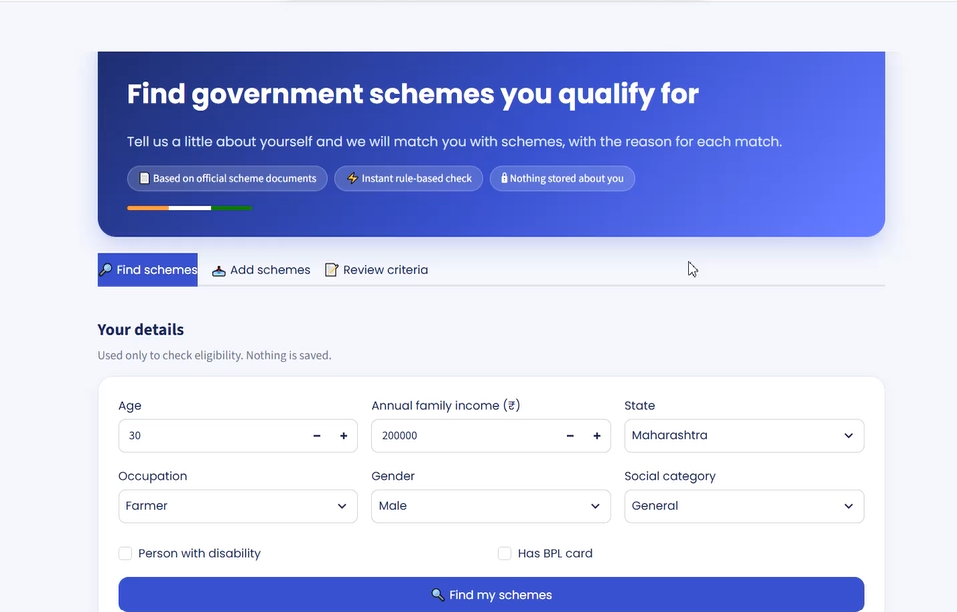 Find government schemes you qualify for
Tell us a little about yourself and we will match you with schemes, with the reason for each match.
Based on official scheme documents
Instant rule-based check
Nothing stored about you
Find schemes
Add schemes
Review criteria
Your details
Used only to check eligibility. Nothing is saved.
Age
Annual family income (₹)
State
30
200000
Maharashtra
Occupation
Gender
Social category
Farmer
Male
General
Person with disability
Has BPL card
Find my schemes